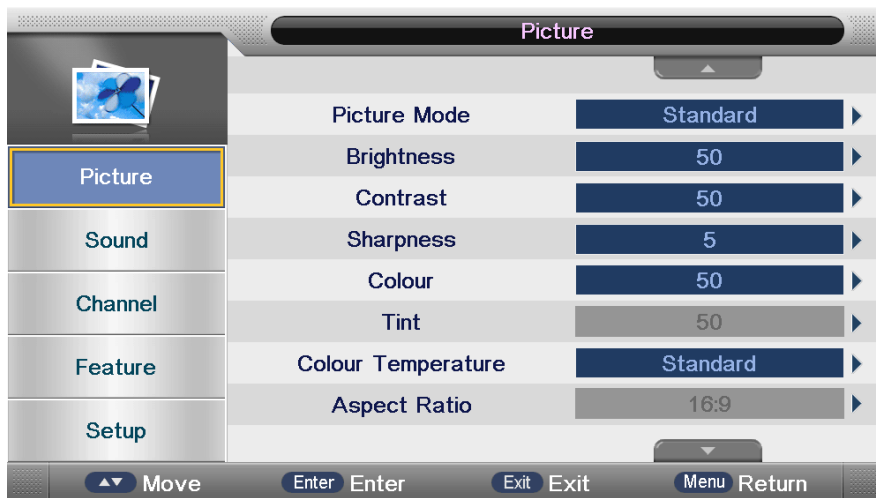 Picture
Picture
Sound
Channel
Feature
Setup
Picture Mode Standard
Brightness 50
Contrast 50
Sharpness 5
Colour 50
Tint 50
Colour Temperature Standard
Aspect Ratio 16:9
Move Enter Enter Exit Exit Menu Return